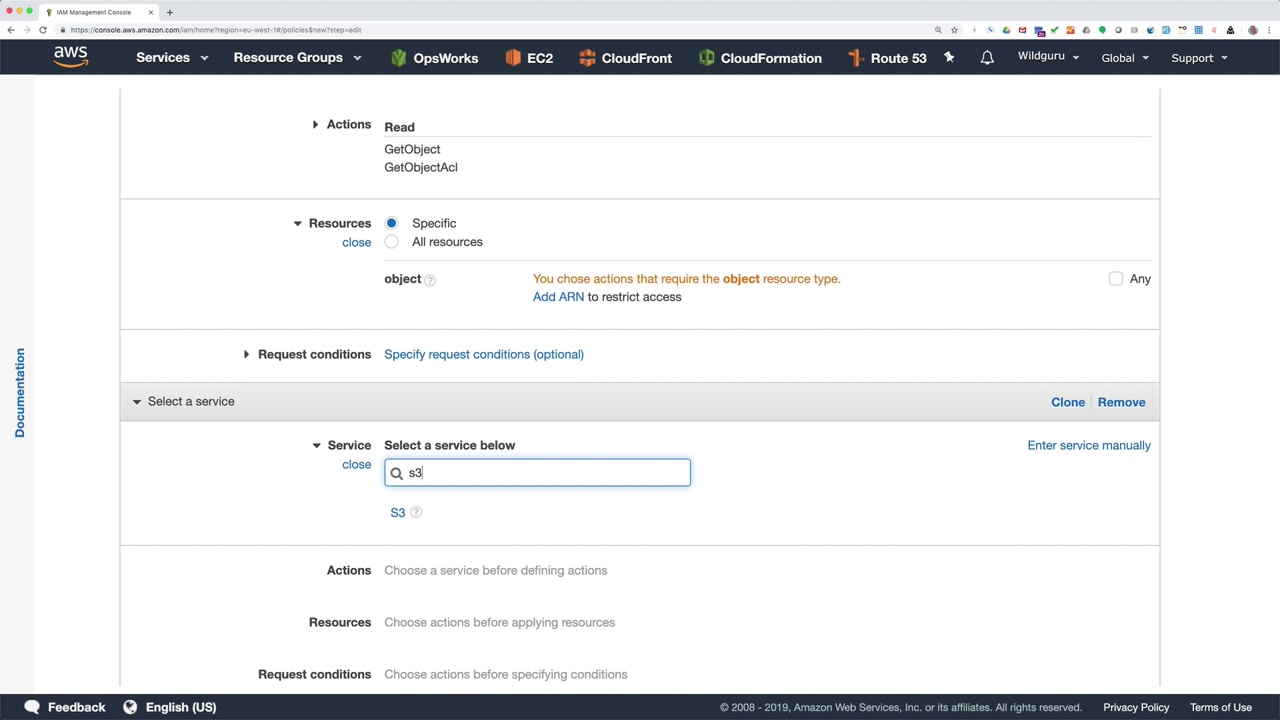 IAM Management Console
https://console.aws.amazon.com/iam/home?region=eu-west-1#/policies$new?step=edit
aws
Services
Resource Groups
OpsWorks
EC2
CloudFront
CloudFormation
Route 53
Wildguru
Global
Support
Actions
Read
GetObject
GetObjectAcl
Resources
Specific
close
All resources
object
You chose actions that require the object resource type.
Any
Add ARN to restrict access
Request conditions
Specify request conditions (optional)
Documentation
Select a service
Clone
Remove
Service
Select a service below
Enter service manually
close
s3
S3
Actions
Choose a service before defining actions
Resources
Choose actions before applying resources
Request conditions
Choose actions before specifying conditions
Feedback
English (US)
© 2008 - 2019, Amazon Web Services, Inc. or its affiliates. All rights reserved.
Privacy Policy
Terms of Use